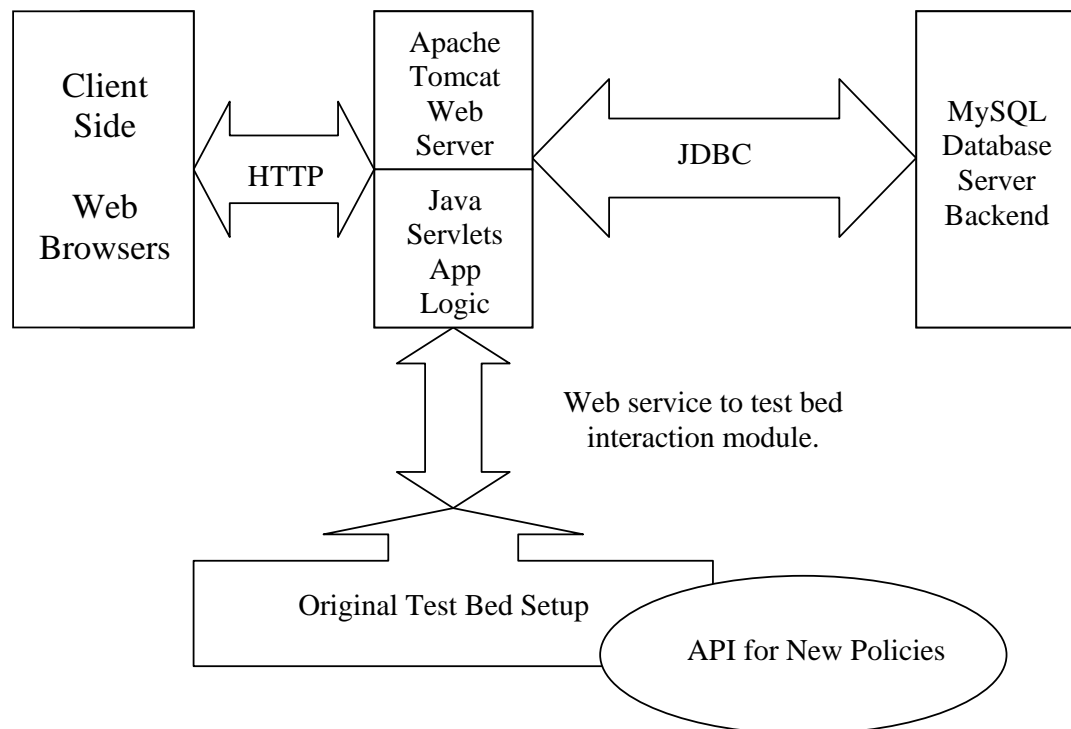 Client
Side
Web
Browsers
HTTP
Apache
Tomcat
Web
Server
Java
Servlets
App
Logic
JDBC
MySQL
Database
Server
Backend
Web service to test bed
interaction module.
Original Test Bed Setup
API for New Policies